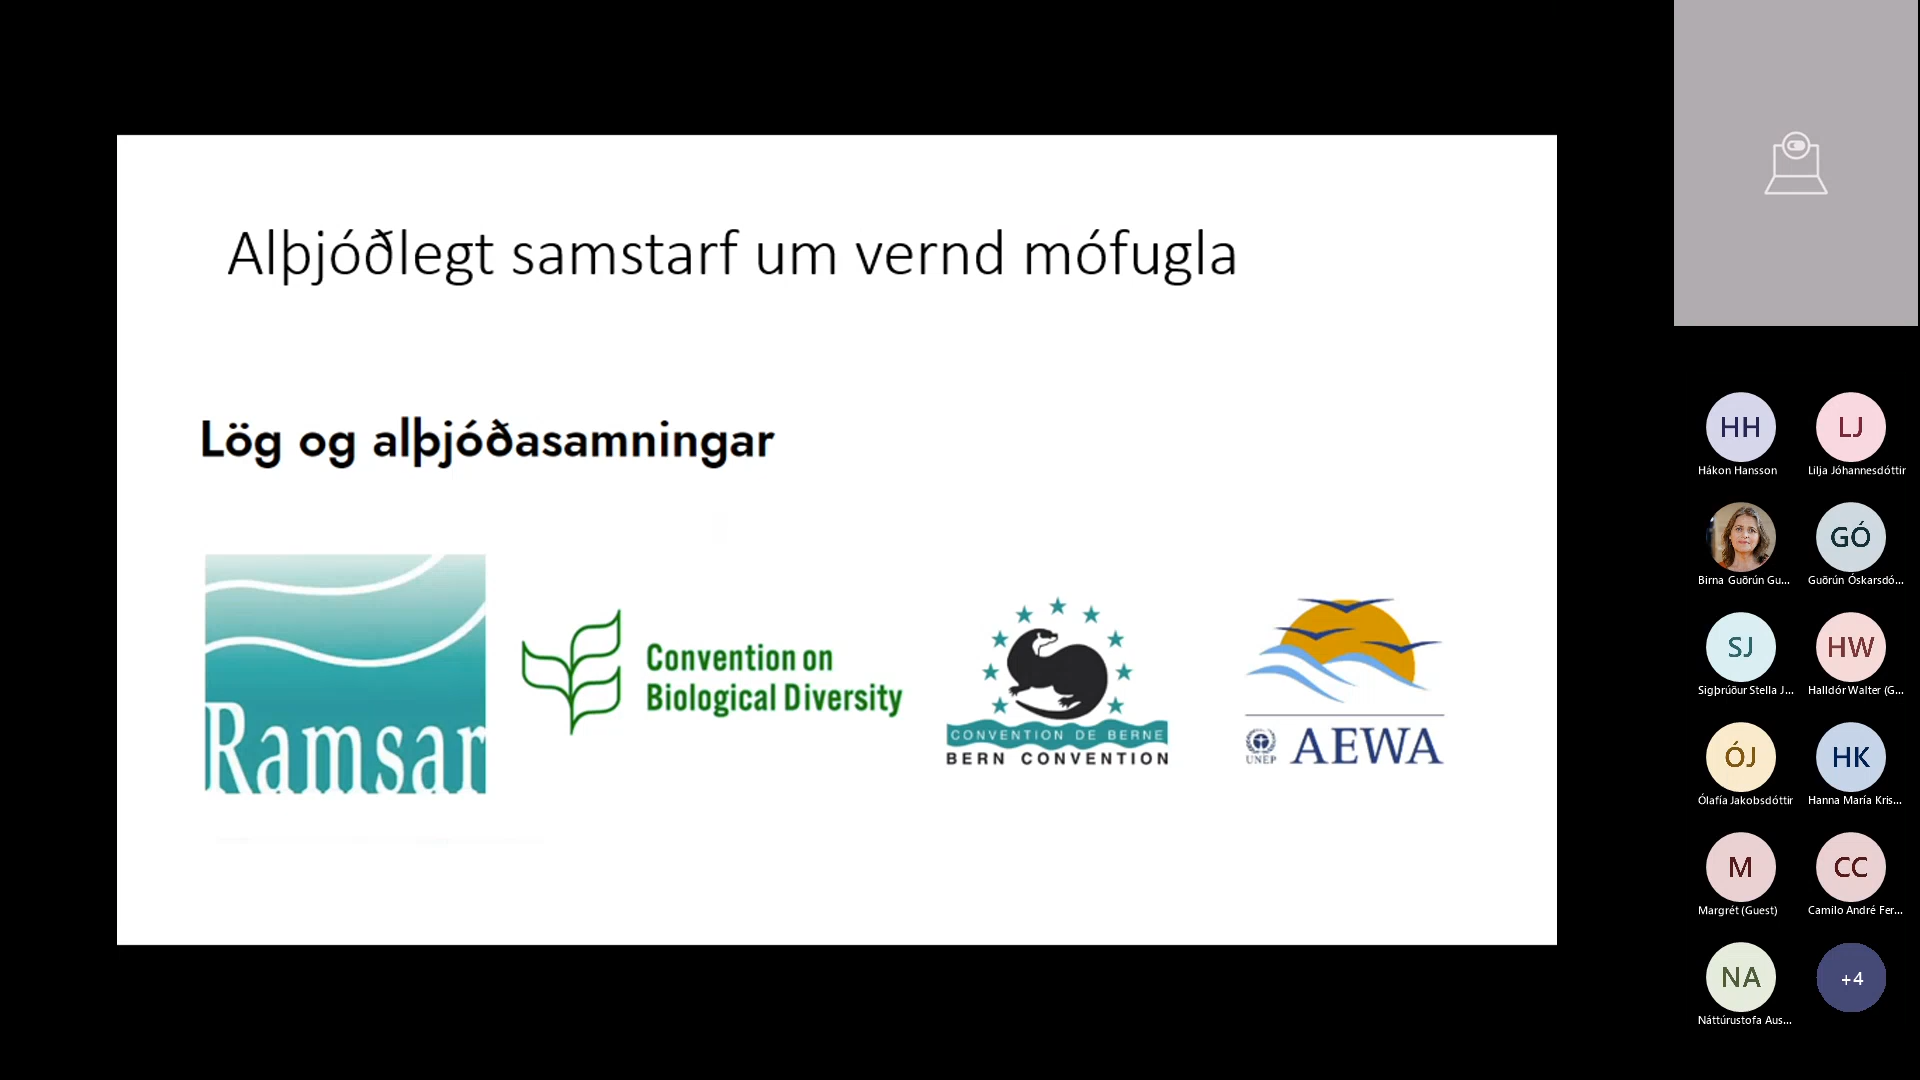 Alþjóðlegt samstarf um vernd mófugla
Lög og alþjóðasamningar
Ramsar
Convention on
Biological Diversity
CONVENTION DE BERNE
BERN CONVENTION
UNEP
AEWA
HH
Hákon Hansson
LJ
Lilja Jóhannesdóttir
Birna Guðrún Gu...
GÓ
Guðrún Óskarsdó...
SJ
Sigþrúður Stella J...
HW
Halldór Walter (G...
ÓJ
Ólafía Jakobsdóttir
HK
Hanna María Kris...
M
Margrét (Guest)
CC
Camilo André Fer...
NA
Náttúrustofa Aus...
+4